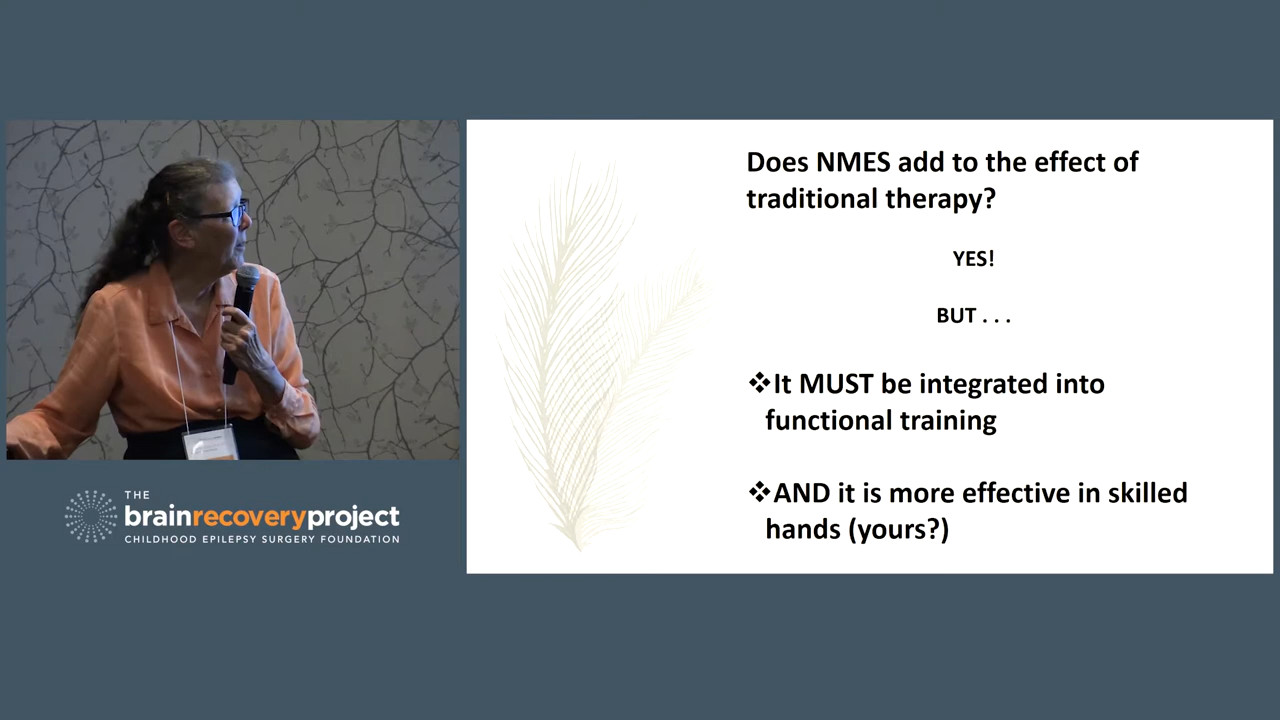 Does NMES add to the effect of
traditional therapy?
YES!
BUT . . .
❖It MUST be integrated into
functional training
❖AND it is more effective in skilled
hands (yours?)
THE
brainrecoveryproject
CHILDHOOD EPILEPSY SURGERY FOUNDATION